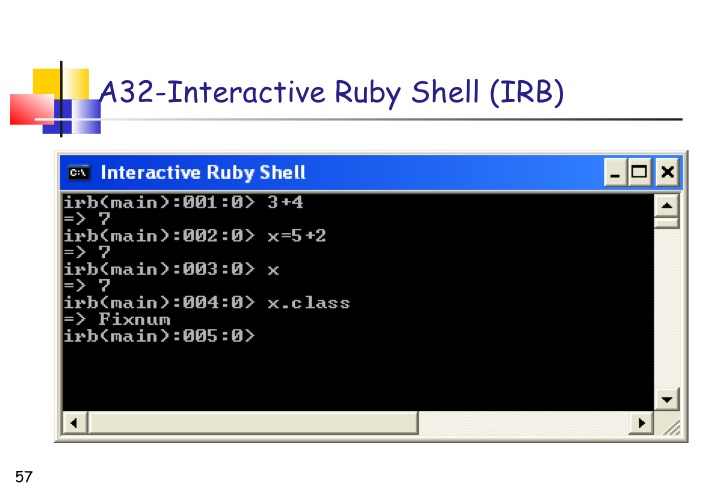 A32-Interactive Ruby Shell (IRB)
C:\ Interactive Ruby Shell
irb(main):001:0> 3+4
=> 7
irb(main):002:0> x=5+2
=> 7
irb(main):003:0> x
=> 7
irb(main):004:0> x.class
=> Fixnum
irb(main):005:0>
57